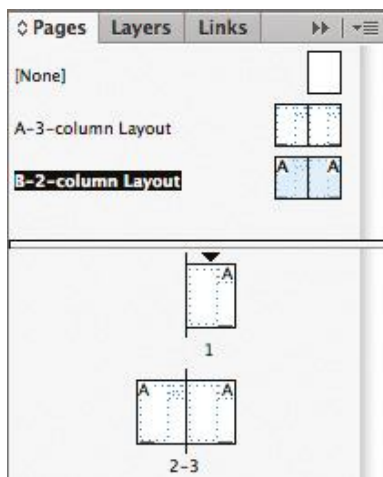 Pages Layers Links
[None]
A-3-column Layout
B-2-column Layout
A A
A
1
A A
2-3